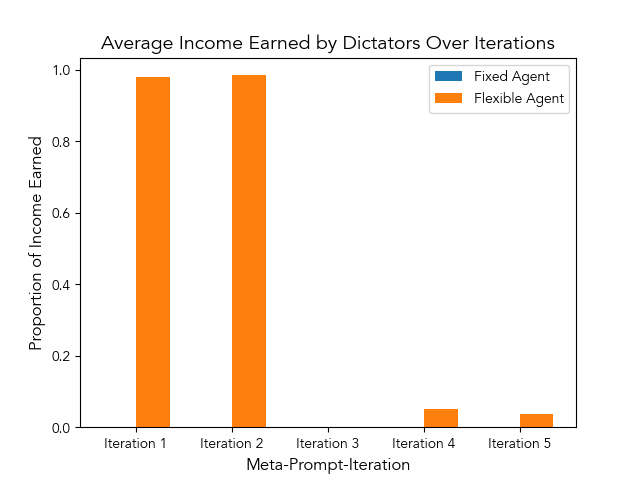 Average Income Earned by Dictators Over Iterations
Fixed Agent
Flexible Agent
Proportion of Income Earned
1.0
0.8
0.6
0.4
0.2
0.0
Iteration 1
Iteration 2
Iteration 3
Iteration 4
Iteration 5
Meta-Prompt-Iteration